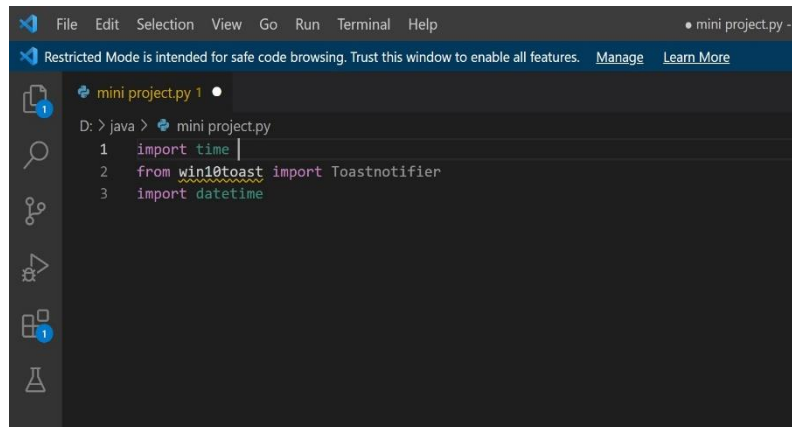 File Edit Selection View Go Run Terminal Help ● mini project.py -
Restricted Mode is intended for safe code browsing. Trust this window to enable all features. Manage Learn More
mini project.py 1 ●
D: > java > mini project.py
1 import time
2 from win10toast import Toastnotifier
3 import datetime
1
1